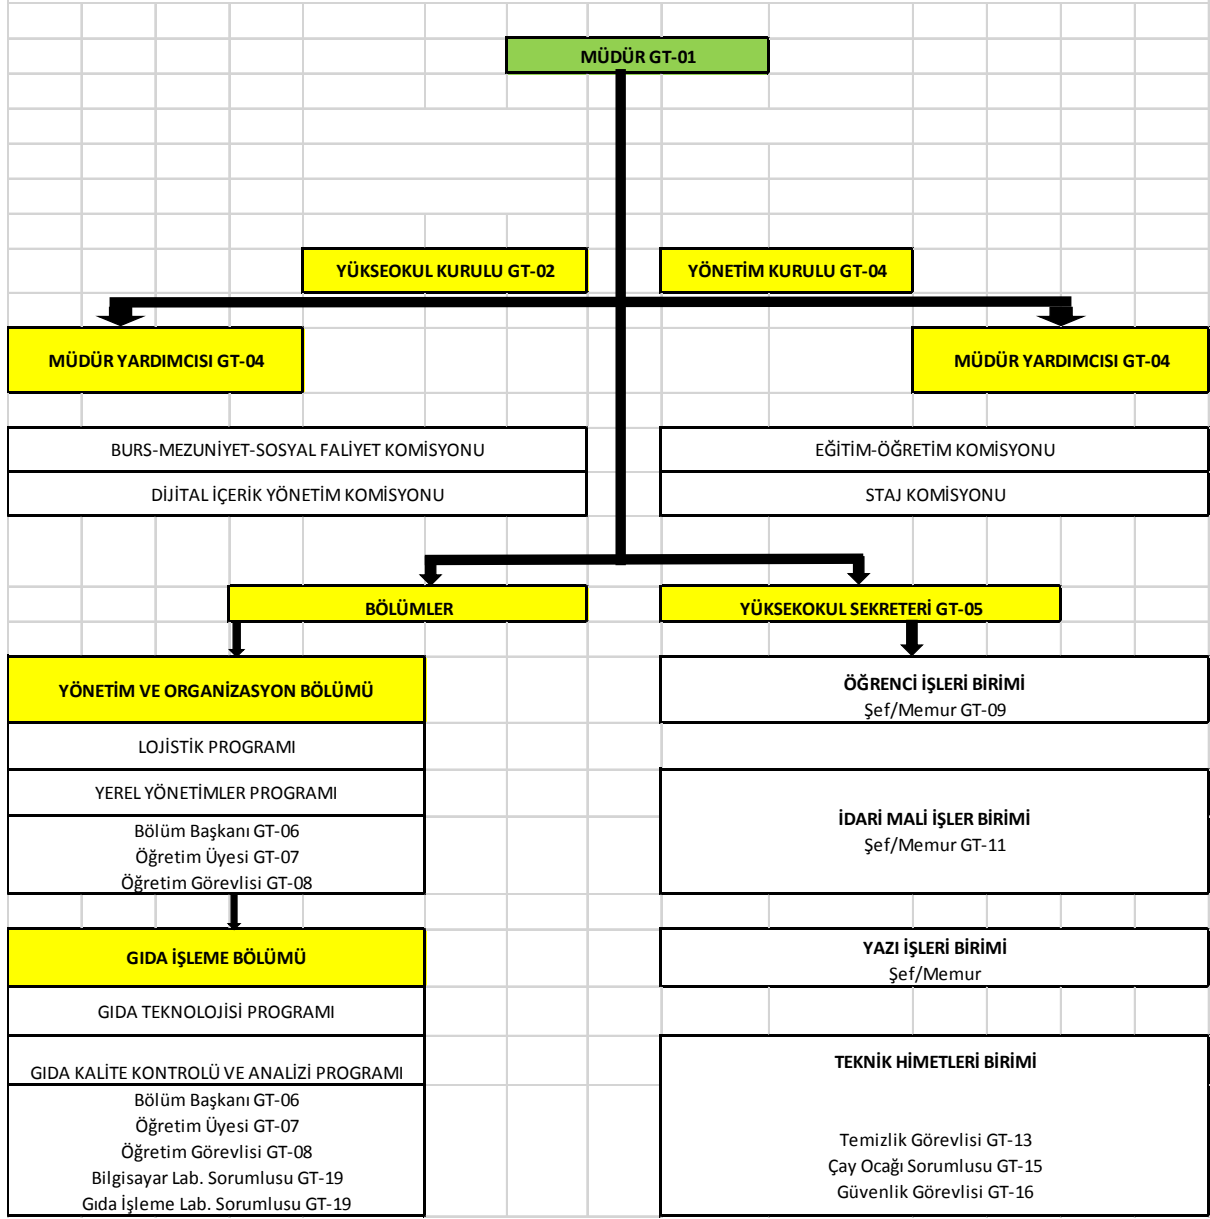 MÜDÜR GT-01
YÜKSEOKUL KURULU GT-02
YÖNETİM KURULU GT-04
MÜDÜR YARDIMCISI GT-04
MÜDÜR YARDIMCISI GT-04
BURS-MEZUNİYET-SOSYAL FALİYET KOMİSYONU
EĞİTİM-ÖĞRETİM KOMİSYONU
DİJİTAL İÇERİK YÖNETİM KOMİSYONU
STAJ KOMİSYONU
BÖLÜMLER
YÜKSEKOKUL SEKRETERİ GT-05
YÖNETİM VE ORGANİZASYON BÖLÜMÜ
LOJİSTİK PROGRAMI
YEREL YÖNETİMLER PROGRAMI
Bölüm Başkanı GT-06
Öğretim Üyesi GT-07
Öğretim Görevlisi GT-08
GIDA İŞLEME BÖLÜMÜ
GIDA TEKNOLOJİSİ PROGRAMI
GIDA KALİTE KONTROLÜ VE ANALİZİ PROGRAMI
Bölüm Başkanı GT-06
Öğretim Üyesi GT-07
Öğretim Görevlisi GT-08
Bilgisayar Lab. Sorumlusu GT-19
Gıda İşleme Lab. Sorumlusu GT-19
ÖĞRENCİ İŞLERİ BİRİMİ
Şef/Memur GT-09
İDARİ MALİ İŞLER BİRİMİ
Şef/Memur GT-11
YAZI İŞLERİ BİRİMİ
Şef/Memur
TEKNİK HİMETLERİ BİRİMİ
Temizlik Görevlisi GT-13
Çay Ocağı Sorumlusu GT-15
Güvenlik Görevlisi GT-16